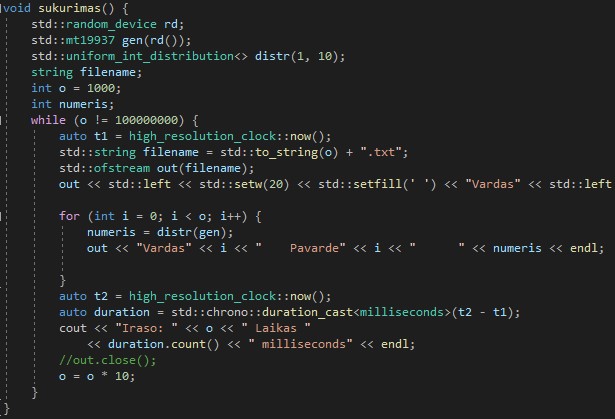 void sukurimas() {
    std::random_device rd;
    std::mt19937 gen(rd());
    std::uniform_int_distribution<> distr(1, 10);
    string filename;
    int o = 1000;
    int numeris;
    while (o != 100000000) {
        auto t1 = high_resolution_clock::now();
        std::string filename = std::to_string(o) + ".txt";
        std::ofstream out(filename);
        out << std::left << std::setw(20) << std::setfill(' ') << "Vardas" << std::left

        for (int i = 0; i < o; i++) {
            numeris = distr(gen);
            out << "Vardas" << i << "    Pavarde" << i << "      " << numeris << endl;

        }
        auto t2 = high_resolution_clock::now();
        auto duration = std::chrono::duration_cast<milliseconds>(t2 - t1);
        cout << "Iraso: " << o << " Laikas "
            << duration.count() << " milliseconds" << endl;
        //out.close();
        o = o * 10;
    }
}